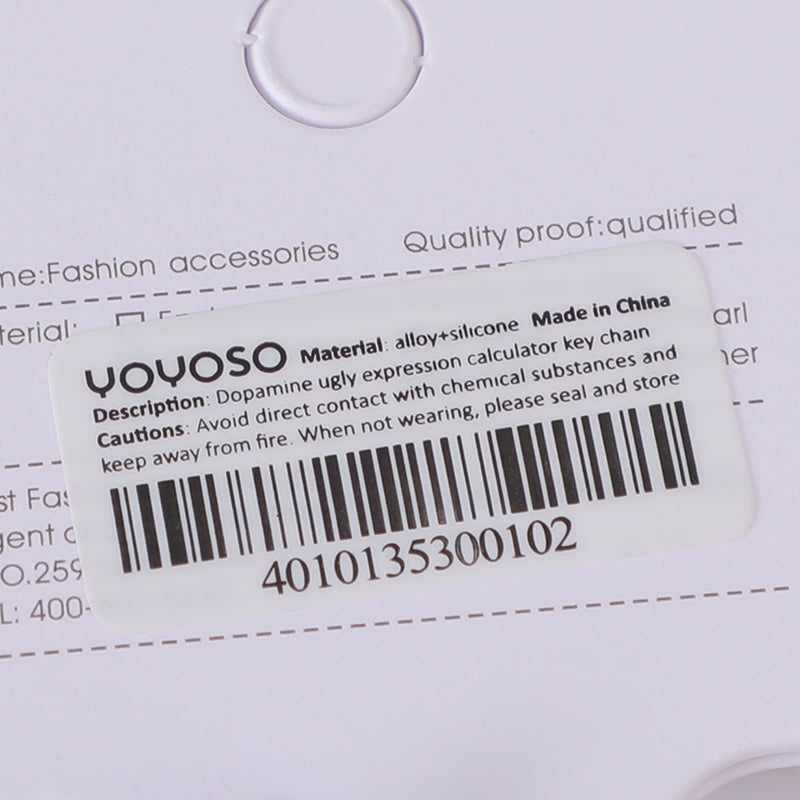 me:Fashion accessories Quality proof:qualified
terial:
arl
her
YOYOSO Material: alloy+silicone Made in China
Description: Dopamine ugly expression calculator key chain
Cautions: Avoid direct contact with chemical substances and
keep away from fire. When not wearing, please seal and store
4010135300102
st Fas
gent
O.259
L: 400-